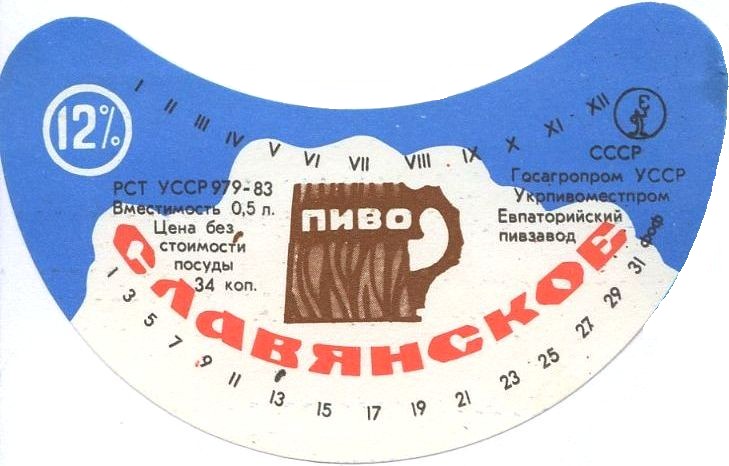 I II III IV V VI VII VIII IX X XI XII
12%
РСТ УССР 979-83
Вместимость 0,5 л.
Цена без
стоимости
посуды
34 коп.
ПИВО
СССР
Госагропром УССР
Укрпивоместпром
Евпаторийский
пивзавод
СЛАВЯНСКОЕ
1 3 5 7 9 11 13 15 17 19 21 23 25 27 29 31